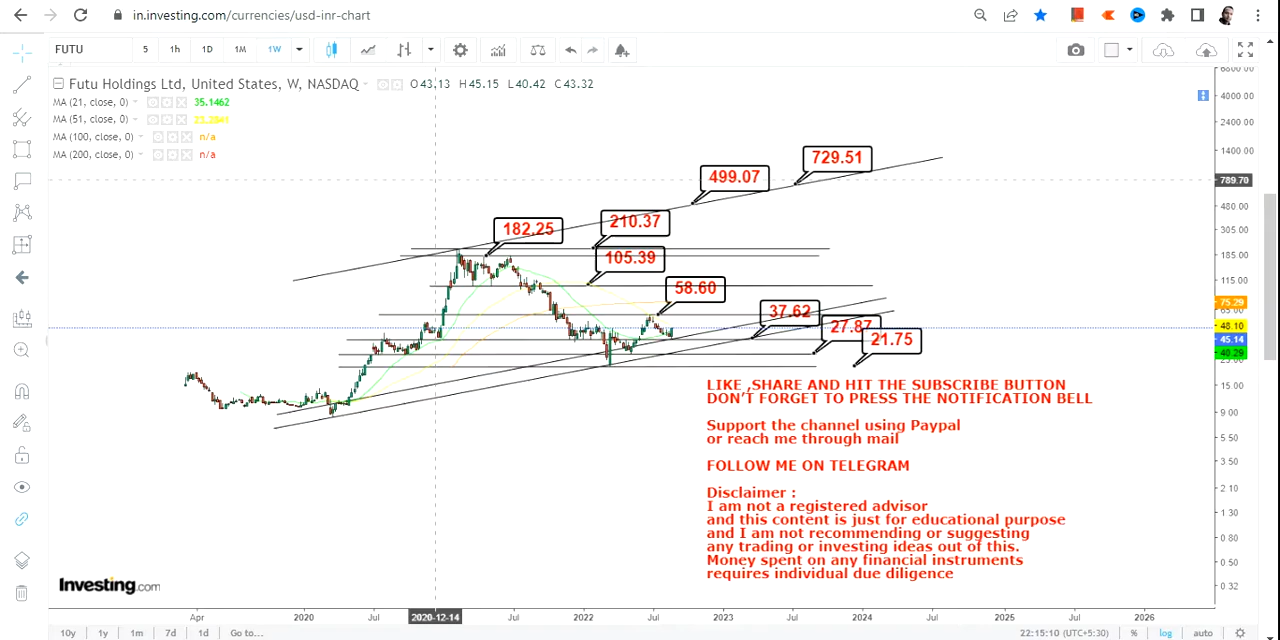 in.investing.com/currencies/usd-inr-chart
FUTU 5 1h 1D 1M 1W
Futu Holdings Ltd, United States, W, NASDAQ O43.13 H45.15 L40.42 C43.32
MA (21, close, 0) 35.1462
MA (51, close, 0)
MA (100, close, 0) n/a
MA (200, close, 0) n/a
729.51
499.07
210.37
182.25
105.39
58.60
37.62
27.87
21.75
4000.00
2400.00
1400.00
789.70
480.00
305.00
185.00
115.00
75.29
48.10
45.14
40.29
15.00
9.00
5.50
3.50
2.10
1.30
0.80
0.50
0.32
LIKE ,SHARE AND HIT THE SUBSCRIBE BUTTON
DON'T FORGET TO PRESS THE NOTIFICATION BELL
Support the channel using Paypal
or reach me through mail
FOLLOW ME ON TELEGRAM
Disclaimer :
I am not a registered advisor
and this content is just for educational purpose
and I am not recommending or suggesting
any trading or investing ideas out of this.
Money spent on any financial instruments
requires individual due diligence
Investing.com
Apr 2020 Jul 2020-12-14 Jul 2022 Jul 2023 Jul 2024 2025 2026
10y 1y 1m 7d 1d Go to... 22:15:10 (UTC+5:30) % log auto